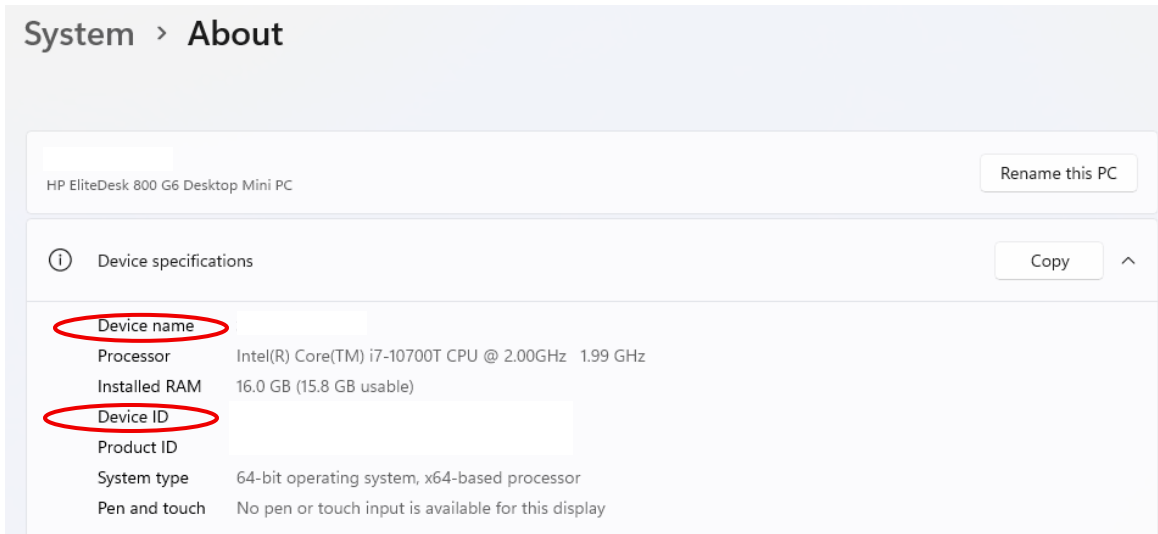 System > About
HP EliteDesk 800 G6 Desktop Mini PC
Rename this PC
Device specifications
Copy
Device name
Processor Intel(R) Core(TM) i7-10700T CPU @ 2.00GHz 1.99 GHz
Installed RAM 16.0 GB (15.8 GB usable)
Device ID
Product ID
System type 64-bit operating system, x64-based processor
Pen and touch No pen or touch input is available for this display